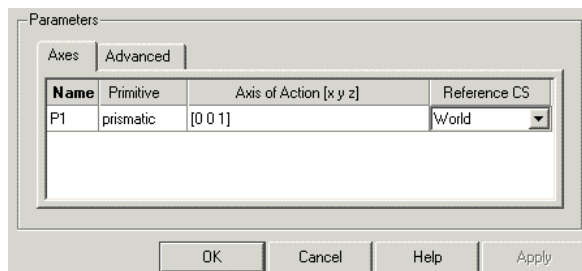 Parameters
Axes Advanced
Name Primitive Axis of Action [x y z] Reference CS
P1 prismatic [0 0 1] World
OK Cancel Help Apply